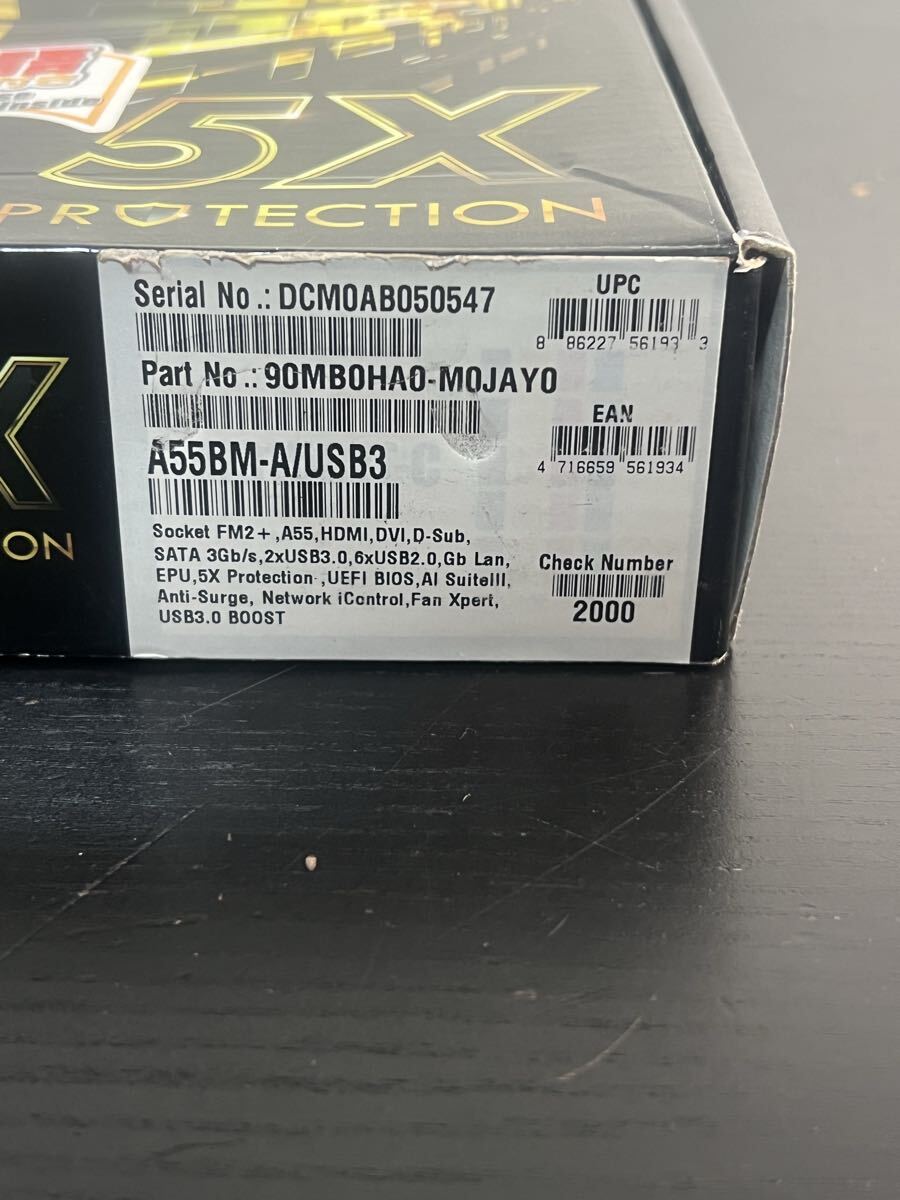 inside
5X
PROTECTION
X
ION
Serial No.: DCM0AB050547
UPC
8 86227 56193 3
Part No.: 90MB0HA0-M0JAY0
EAN
4 716659 561934
A55BM-A/USB3
Socket FM2+,A55,HDMI,DVI,D-Sub,
SATA 3Gb/s,2xUSB3.0,6xUSB2.0,Gb Lan,
EPU,5X Protection ,UEFI BIOS,AI SuiteIII,
Anti-Surge, Network iControl,Fan Xpert,
USB3.0 BOOST
Check Number
2000